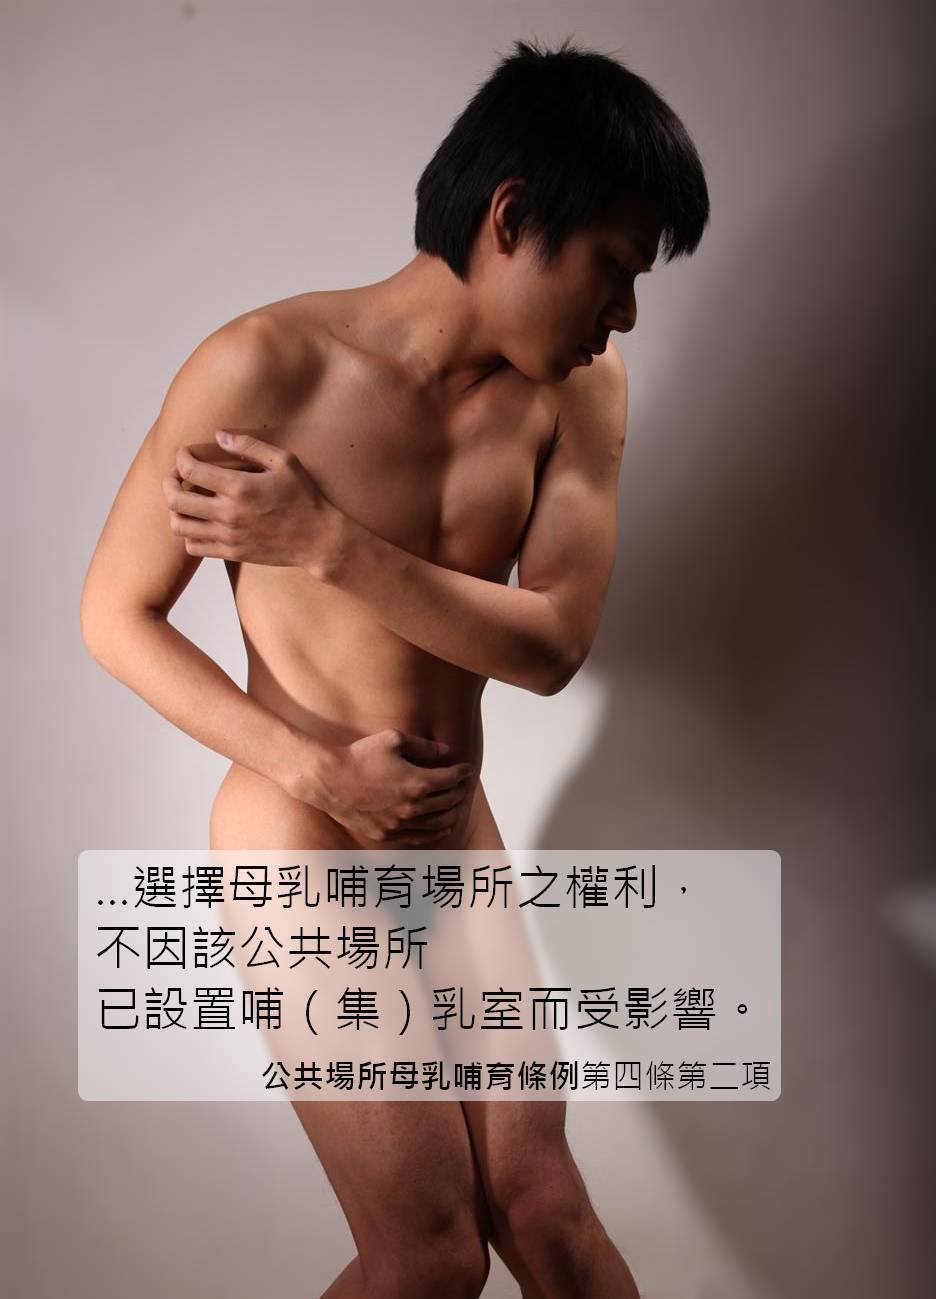 ...選擇母乳哺育場所之權利，
不因該公共場所
已設置哺（集）乳室而受影響。
公共場所母乳哺育條例第四條第二項